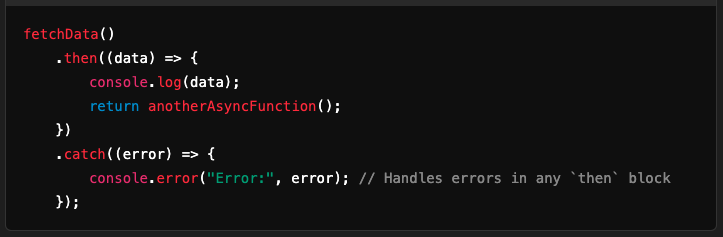 fetchData()
    .then((data) => {
        console.log(data);
        return anotherAsyncFunction();
    })
    .catch((error) => {
        console.error("Error:", error); // Handles errors in any `then` block
    });